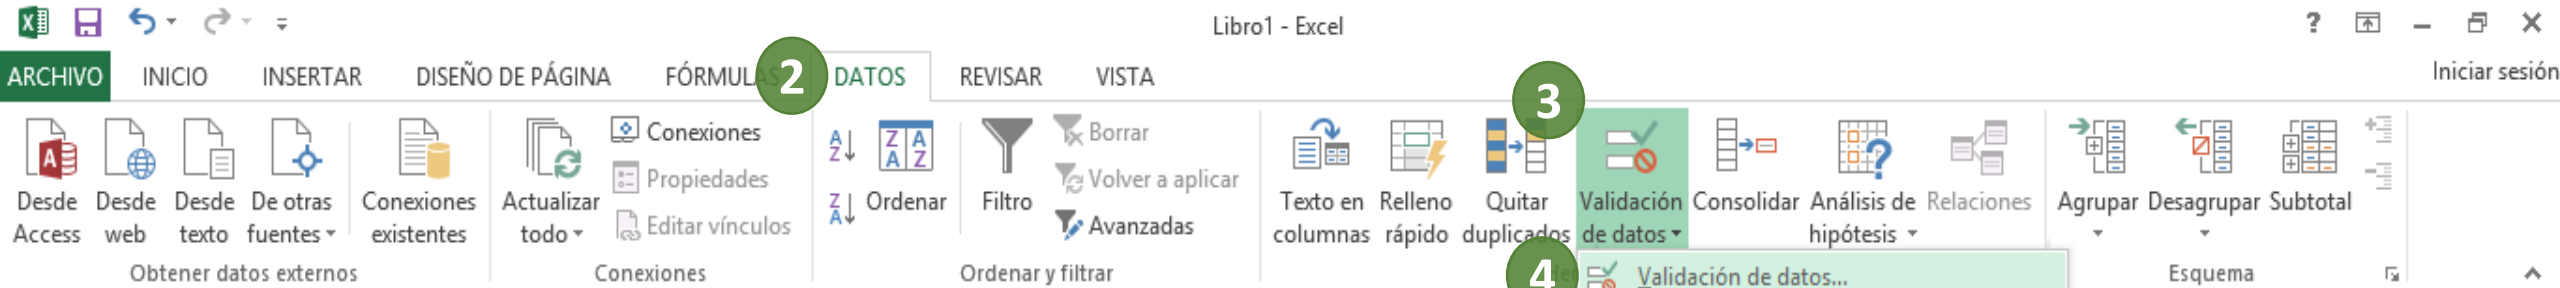 Libro1 - Excel
?
ARCHIVO INICIO INSERTAR DISEÑO DE PÁGINA FÓRMULAS 2 DATOS REVISAR VISTA
Iniciar sesión
3
Desde Access
Desde web
Desde texto
De otras fuentes
Conexiones existentes
Obtener datos externos
Actualizar todo
Conexiones
Propiedades
Editar vínculos
Conexiones
A Z
Z A
Z A A Z
Ordenar
Filtro
Borrar
Volver a aplicar
Avanzadas
Ordenar y filtrar
Texto en columnas
Relleno rápido
Quitar duplicados
Validación de datos
Consolidar
Análisis de hipótesis
Relaciones
4
Validación de datos...
Agrupar
Desagrupar
Subtotal
Esquema